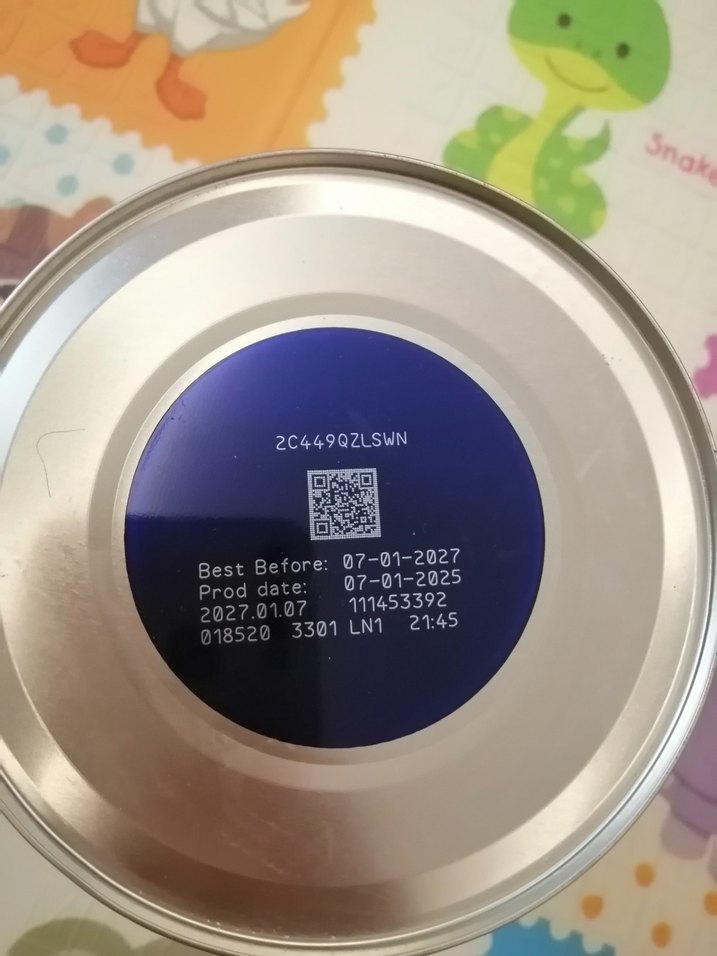 Snake
2C449QZLSWN
Best Before: 07-01-2027
Prod date: 07-01-2025
2027.01.07 111453392
018520 3301 LN1 21:45